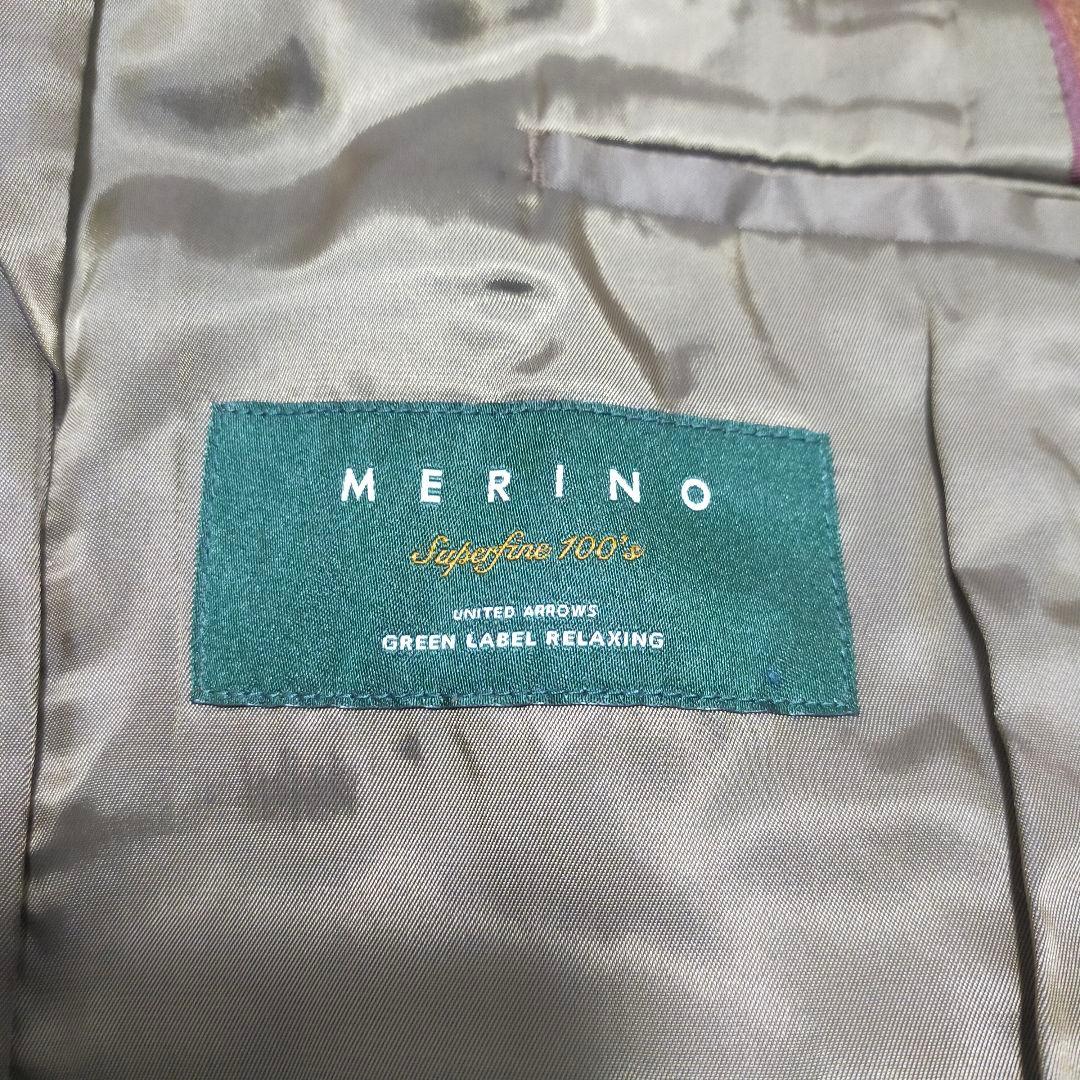 MERINO
Superfine 100's
UNITED ARROWS
GREEN LABEL RELAXING